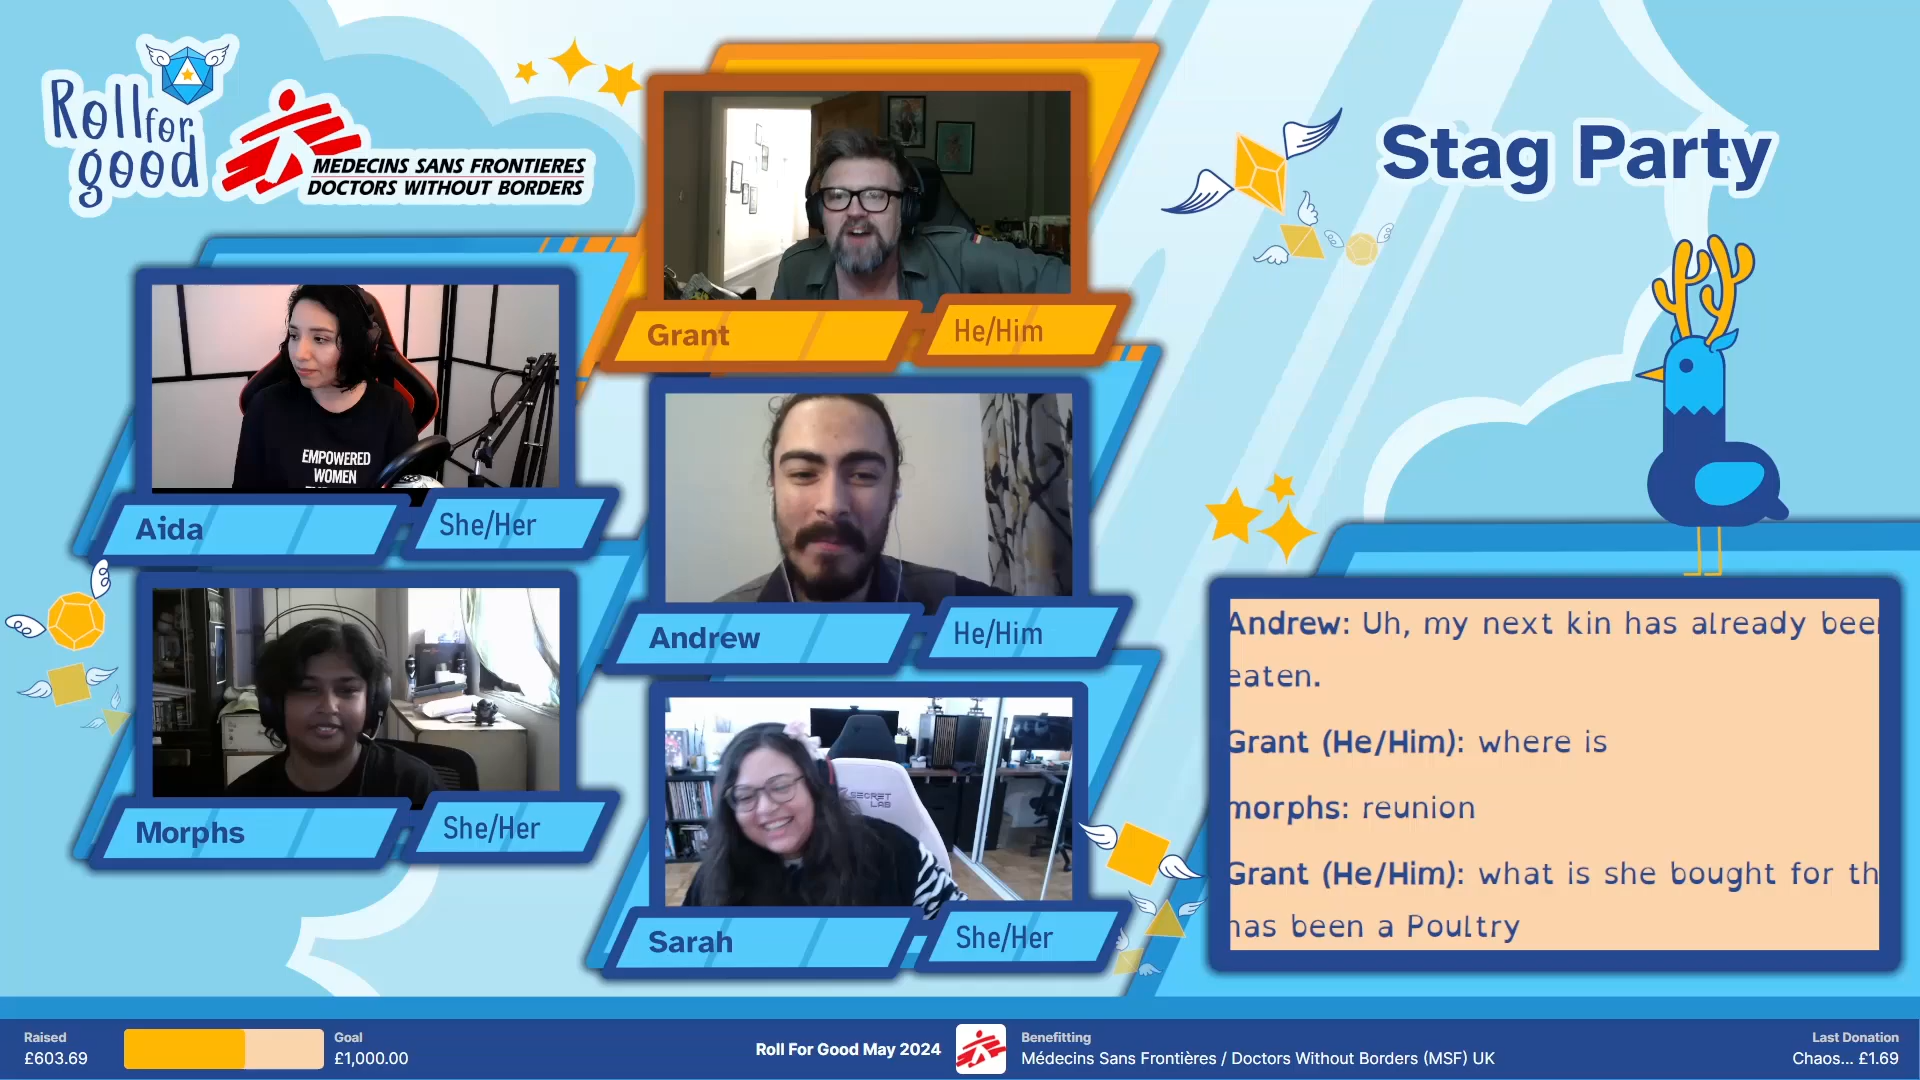 Roll for good
MEDECINS SANS FRONTIERES
DOCTORS WITHOUT BORDERS
Stag Party
Grant
He/Him
EMPOWERED
WOMEN
Aida
She/Her
SECRET
LAB
Andrew
He/Him
Morphs
She/Her
Sarah
She/Her
Andrew: Uh, my next kin has already been
eaten.
Grant (He/Him): where is
morphs: reunion
Grant (He/Him): what is she bought for th
has been a Poultry
Raised
£603.69
Goal
£1,000.00
Roll For Good May 2024
Benefitting
Médecins Sans Frontières / Doctors Without Borders (MSF) UK
Last Donation
Chaos... £1.69